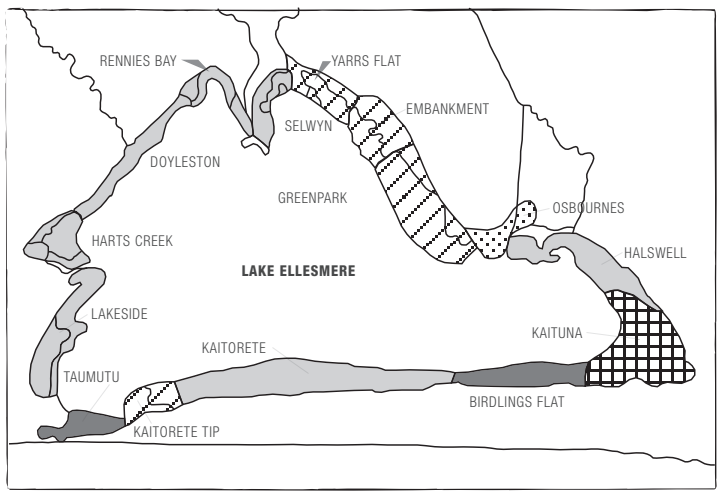 RENNIES BAY
YARRS FLAT
EMBANKMENT
SELWYN
DOYLESTON
GREENPARK
OSBOURNES
HARTS CREEK
HALSWELL
LAKE ELLESMERE
LAKESIDE
KAITUNA
KAITORETE
TAUMUTU
BIRDLINGS FLAT
KAITORETE TIP